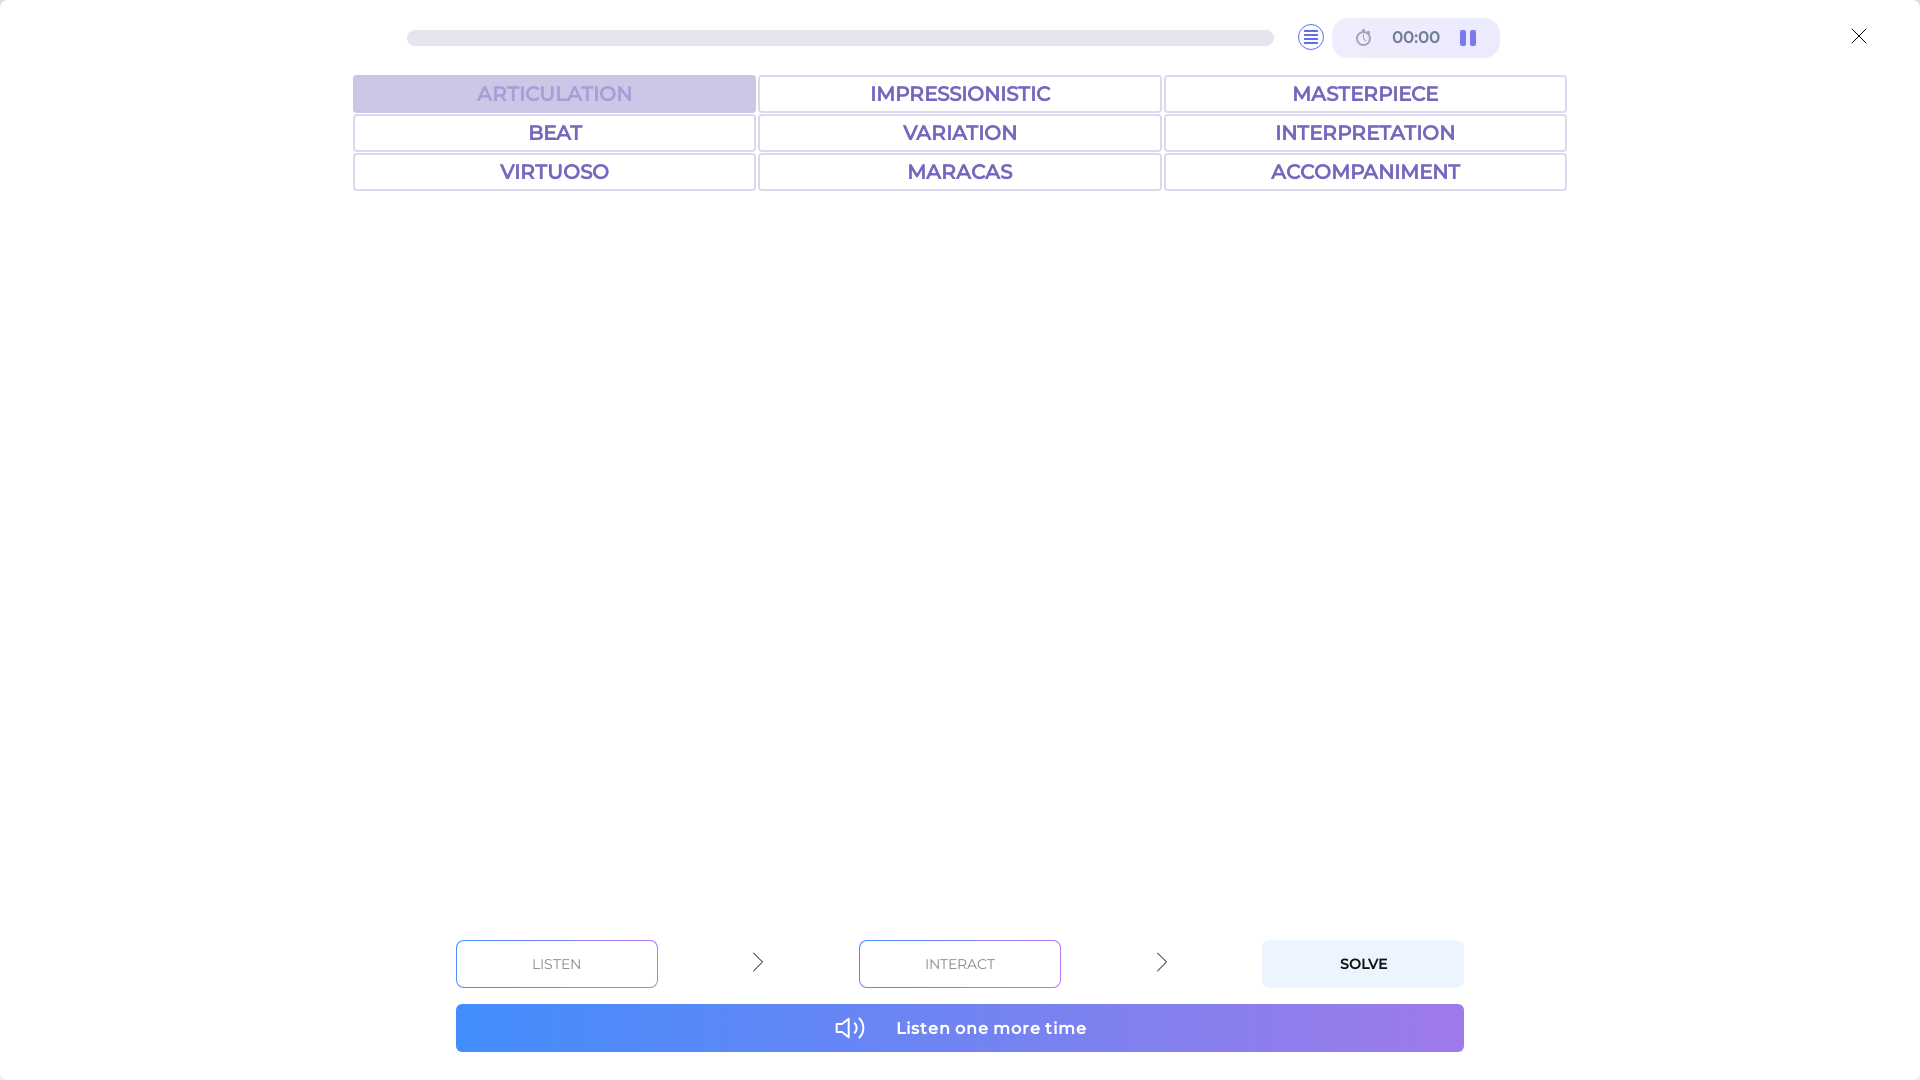 00:00
ARTICULATION IMPRESSIONISTIC MASTERPIECE
BEAT VARIATION INTERPRETATION
VIRTUOSO MARACAS ACCOMPANIMENT
LISTEN INTERACT SOLVE
Listen one more time